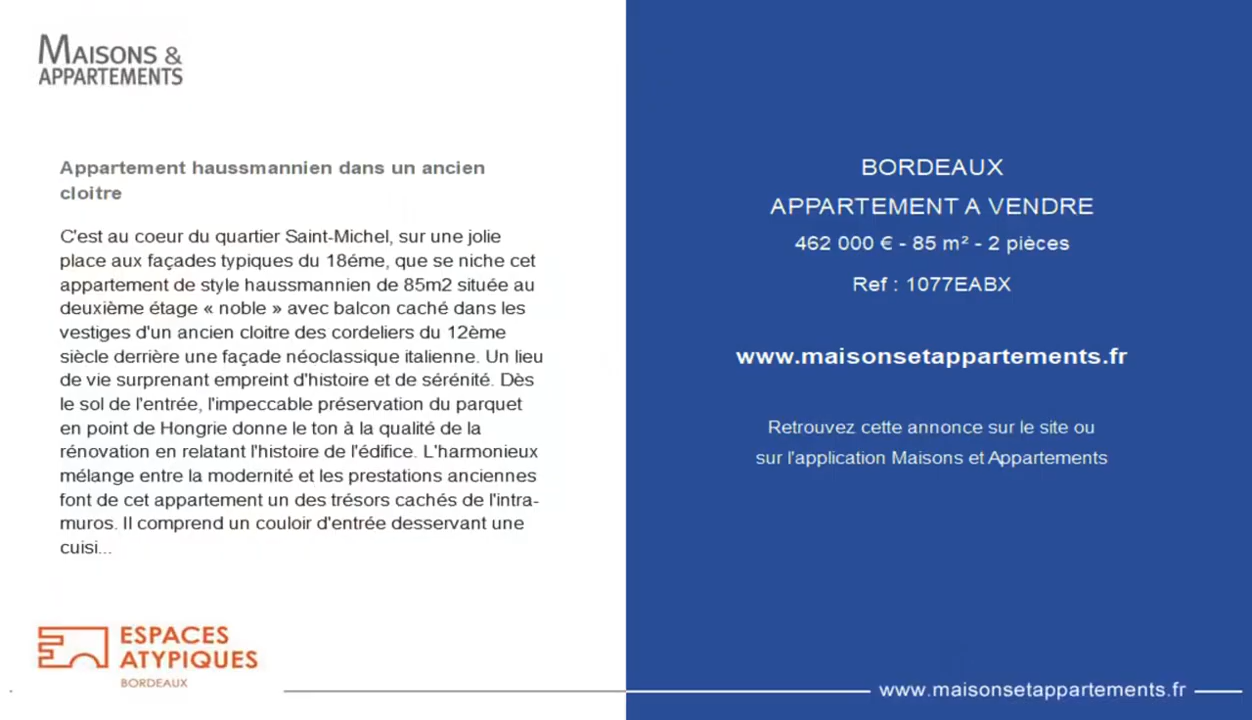 MAISONS &
APPARTEMENTS
Appartement haussmannien dans un ancien
cloitre
C'est au coeur du quartier Saint-Michel, sur une jolie
place aux façades typiques du 18éme, que se niche cet
appartement de style haussmannien de 85m2 située au
deuxième étage « noble » avec balcon caché dans les
vestiges d'un ancien cloitre des cordeliers du 12ème
siècle derrière une façade néoclassique italienne. Un lieu
de vie surprenant empreint d'histoire et de sérénité. Dès
le sol de l'entrée, l'impeccable préservation du parquet
en point de Hongrie donne le ton à la qualité de la
rénovation en relatant l'histoire de l'édifice. L'harmonieux
mélange entre la modernité et les prestations anciennes
font de cet appartement un des trésors cachés de l'intra-
muros. Il comprend un couloir d'entrée desservant une
cuisi...
ESPACES
ATYPIQUES
BORDEAUX
BORDEAUX
APPARTEMENT A VENDRE
462 000 € - 85 m² - 2 pièces
Ref : 1077EABX
www.maisonsetappartements.fr
Retrouvez cette annonce sur le site ou
sur l'application Maisons et Appartements
www.maisonsetappartements.fr